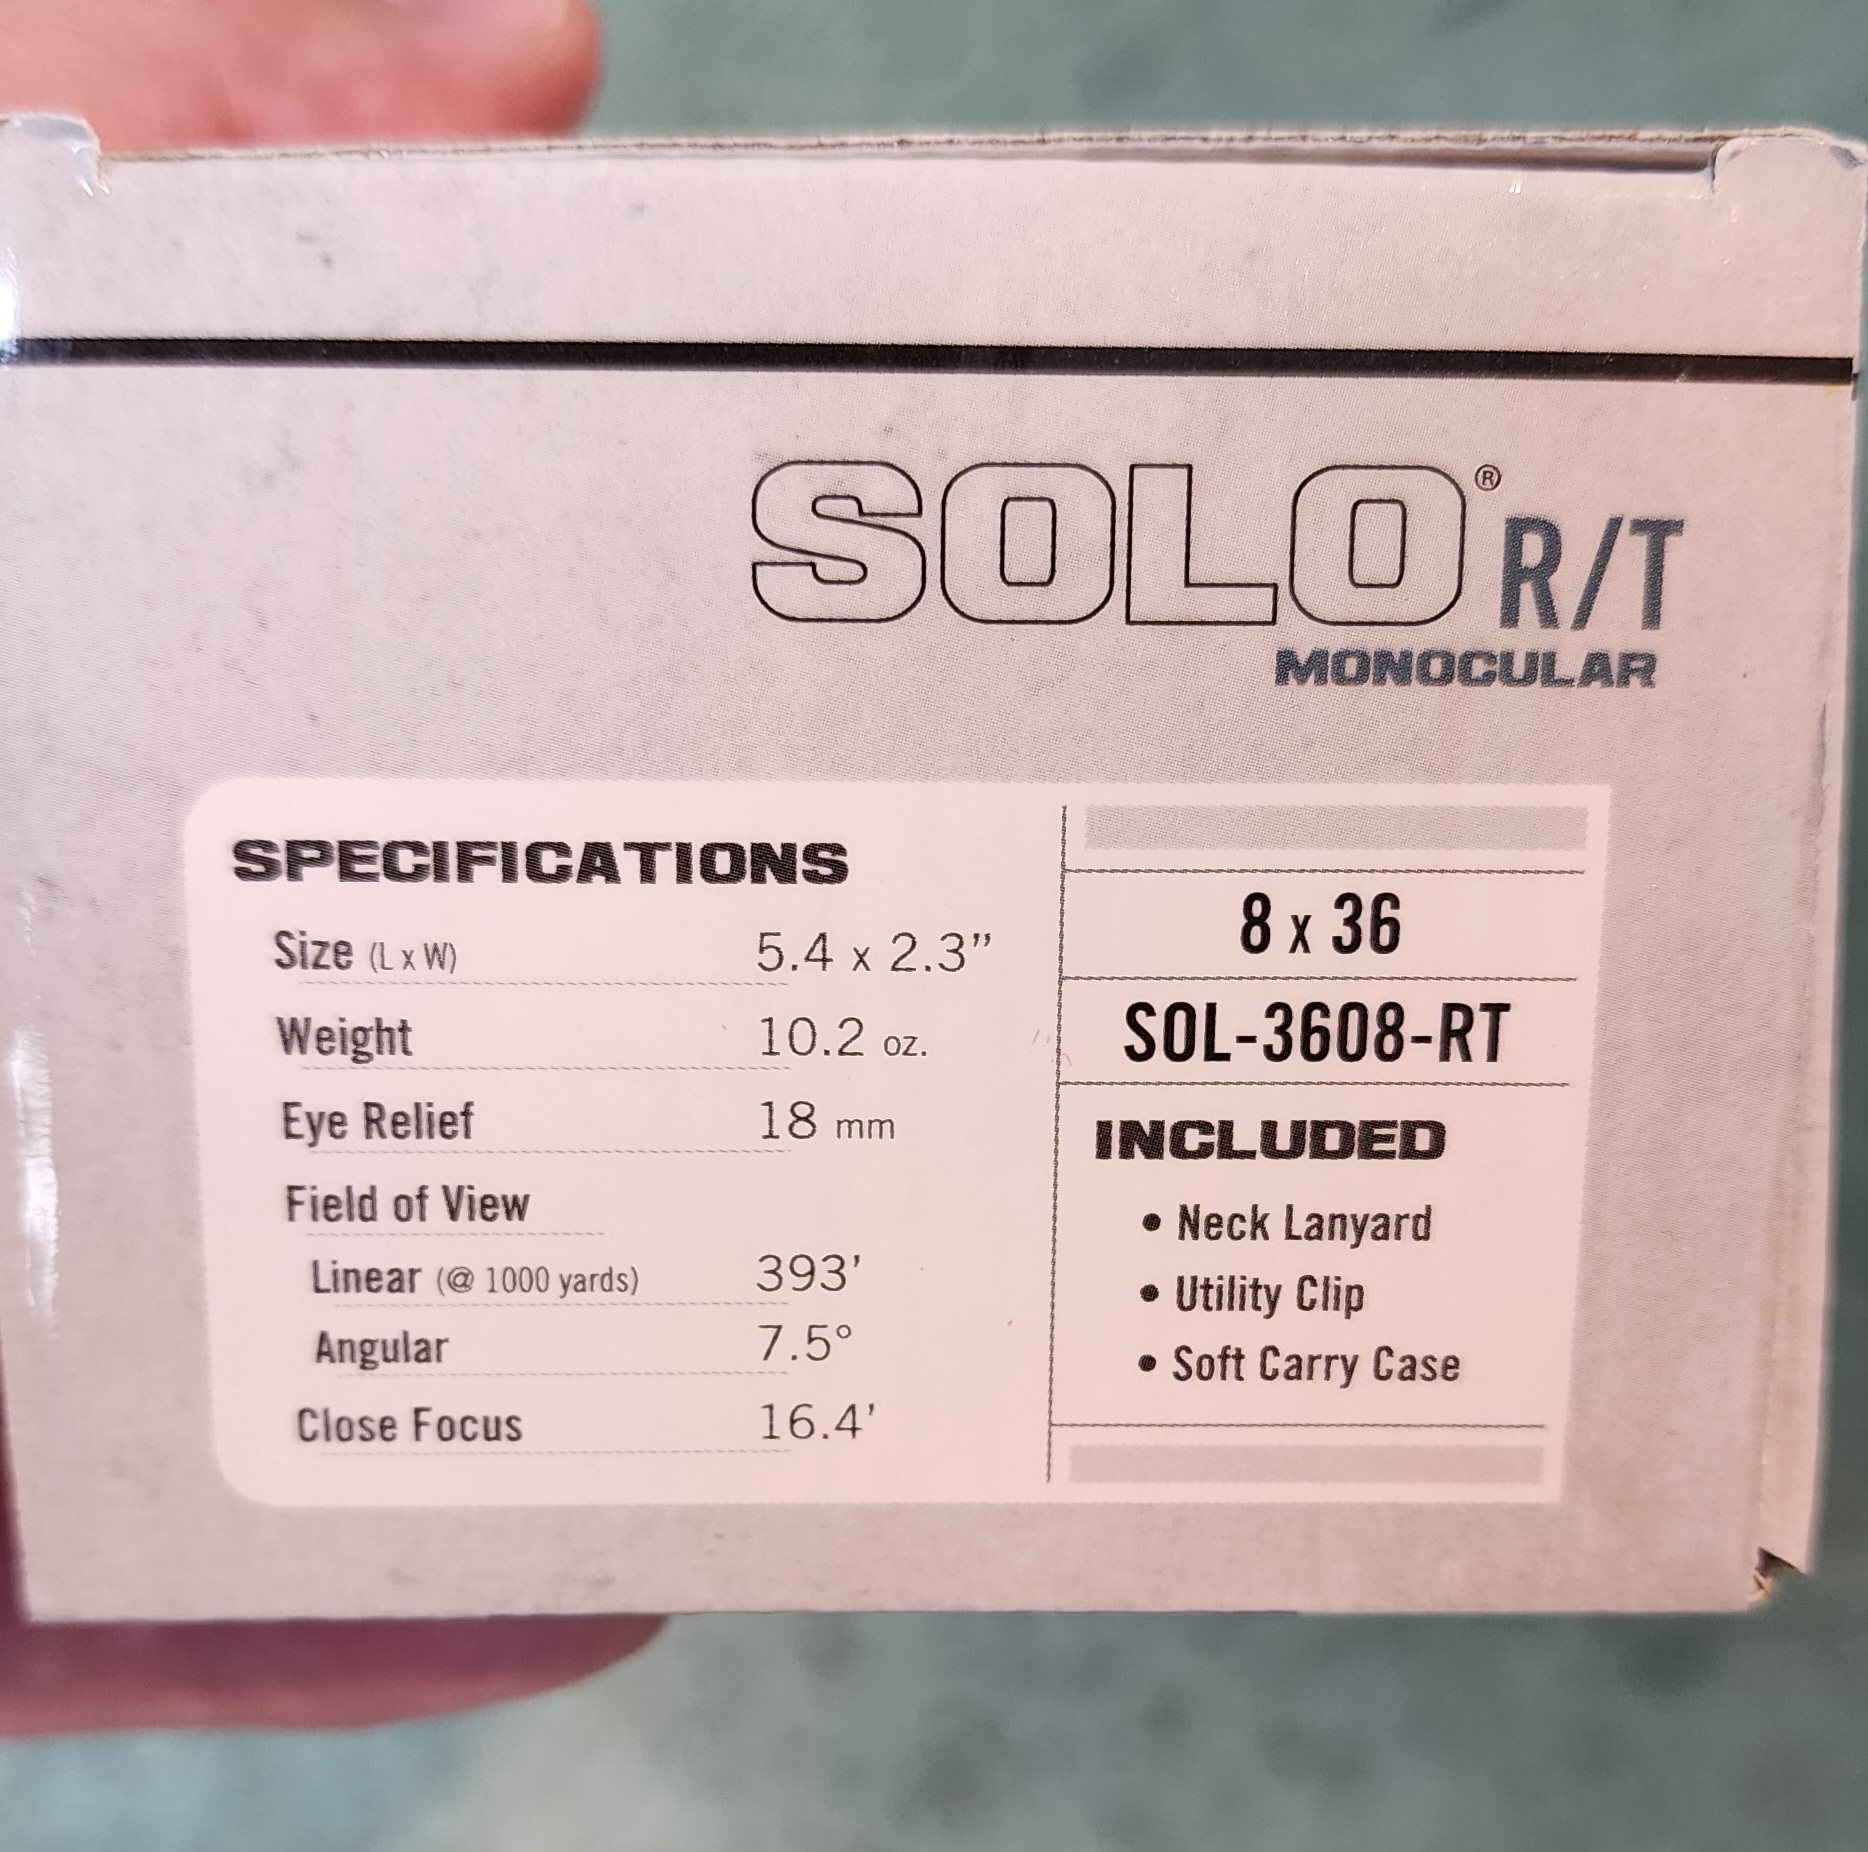 SOLO® R/T
MONOCULAR
SPECIFICATIONS
Size (L x W) 5.4 x 2.3”
Weight 10.2 oz.
Eye Relief 18 mm
Field of View
Linear (@ 1000 yards) 393’
Angular 7.5°
Close Focus 16.4’
8 x 36
SOL-3608-RT
INCLUDED
• Neck Lanyard
• Utility Clip
• Soft Carry Case